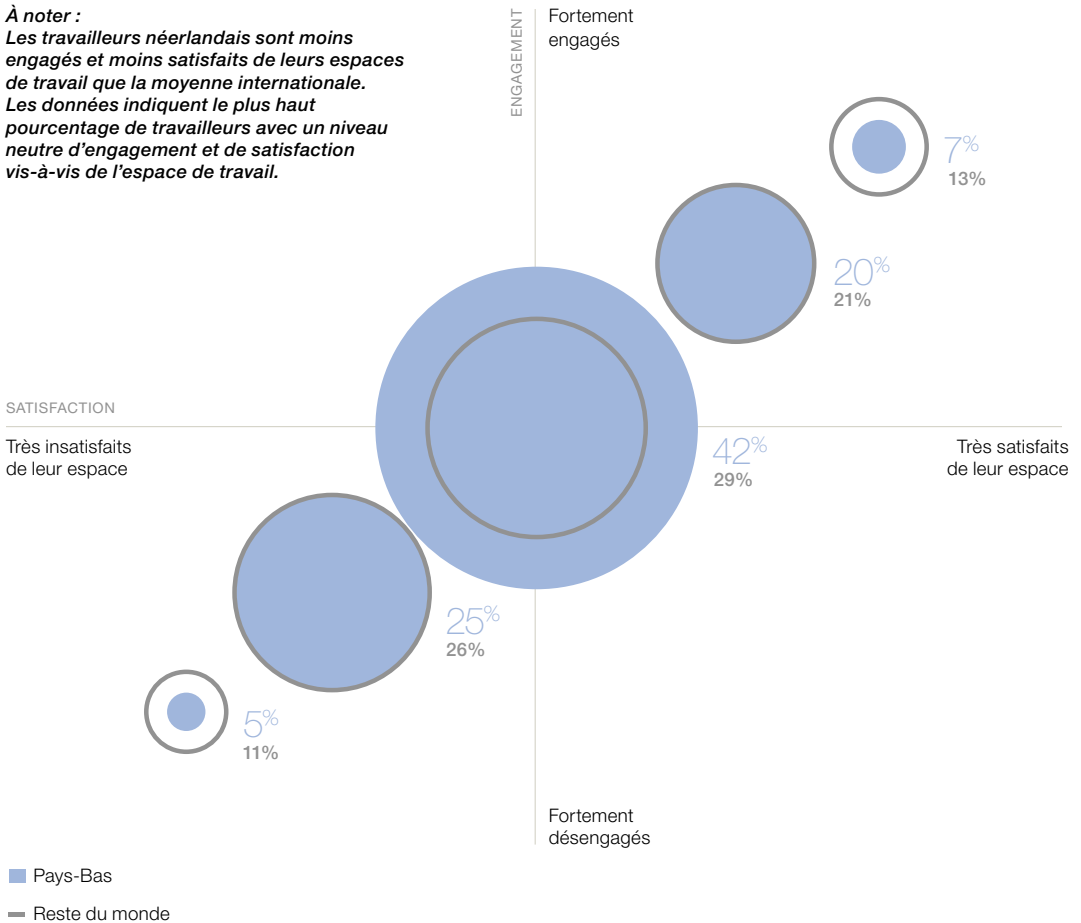 À noter :
Les travailleurs néerlandais sont moins
engagés et moins satisfaits de leurs espaces
de travail que la moyenne internationale.
Les données indiquent le plus haut
pourcentage de travailleurs avec un niveau
neutre d’engagement et de satisfaction
vis-à-vis de l’espace de travail.
ENGAGEMENT
Fortement
engagés
7%
13%
20%
21%
SATISFACTION
Très insatisfaits
de leur espace
42%
29%
Très satisfaits
de leur espace
25%
26%
5%
11%
Fortement
désengagés
Pays-Bas
Reste du monde